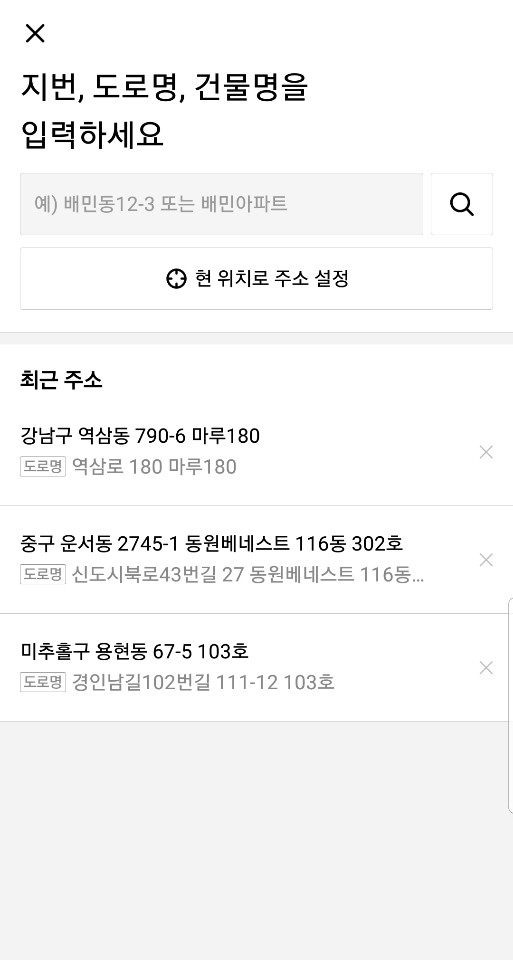 지번, 도로명, 건물명을
입력하세요
예) 배민동12-3 또는 배민아파트
현 위치로 주소 설정
최근 주소
강남구 역삼동 790-6 마루180
도로명 역삼로 180 마루180
중구 운서동 2745-1 동원베네스트 116동 302호
도로명 신도시북로43번길 27 동원베네스트 116동...
미추홀구 용현동 67-5 103호
도로명 경인남길102번길 111-12 103호